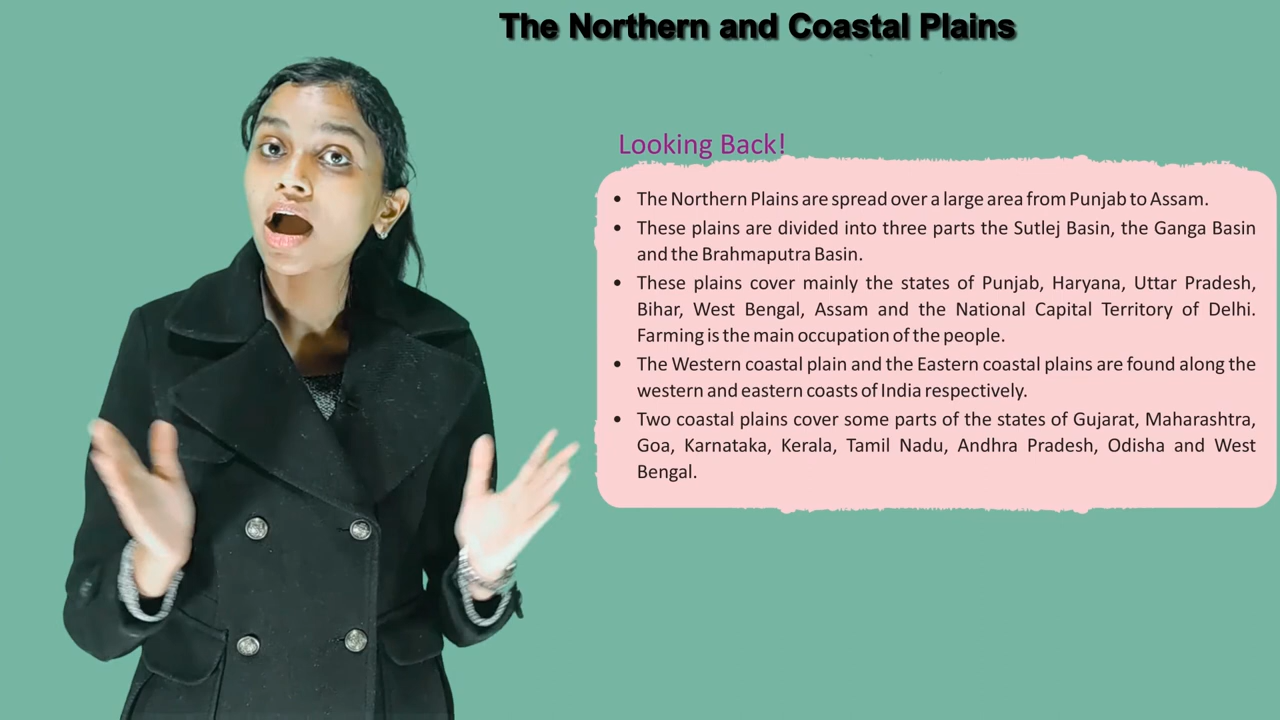 The Northern and Coastal Plains
Looking Back!
• The Northern Plains are spread over a large area from Punjab to Assam.
• These plains are divided into three parts the Sutlej Basin, the Ganga Basin
and the Brahmaputra Basin.
• These plains cover mainly the states of Punjab, Haryana, Uttar Pradesh,
Bihar, West Bengal, Assam and the National Capital Territory of Delhi.
Farming is the main occupation of the people.
• The Western coastal plain and the Eastern coastal plains are found along the
western and eastern coasts of India respectively.
• Two coastal plains cover some parts of the states of Gujarat, Maharashtra,
Goa, Karnataka, Kerala, Tamil Nadu, Andhra Pradesh, Odisha and West
Bengal.